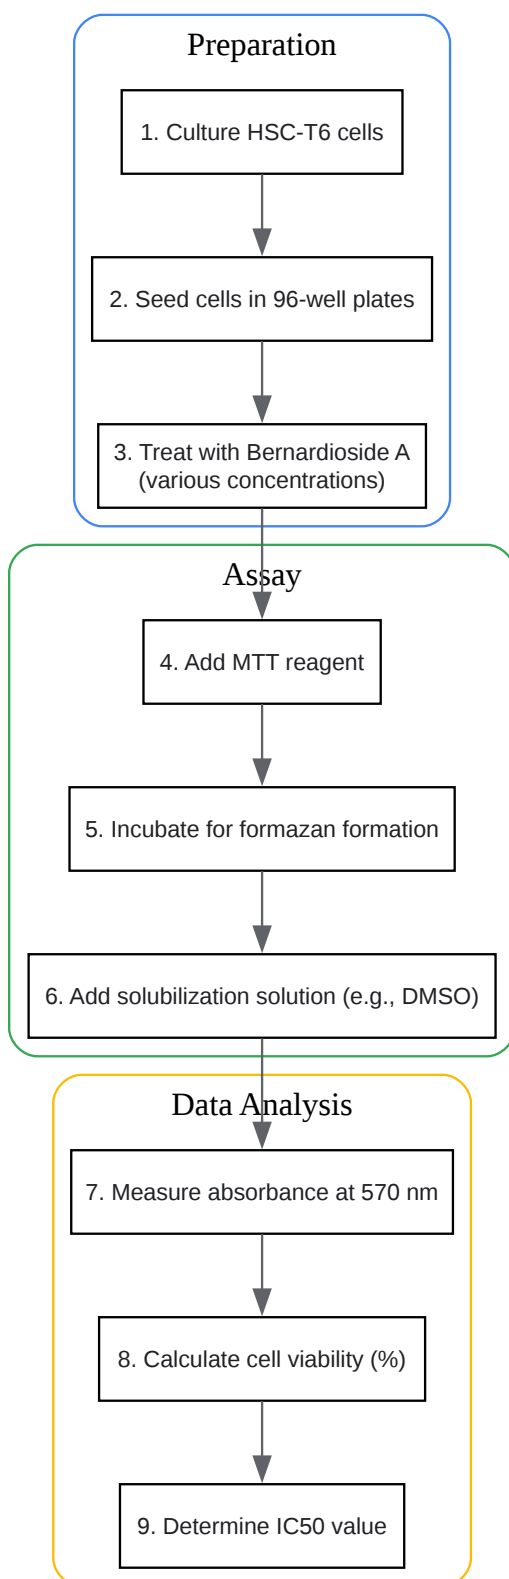 Preparation
1. Culture HSC-T6 cells
2. Seed cells in 96-well plates
3. Treat with Bernardioside A
(various concentrations)
Assay
4. Add MTT reagent
5. Incubate for formazan formation
6. Add solubilization solution (e.g., DMSO)
Data Analysis
7. Measure absorbance at 570 nm
8. Calculate cell viability (%)
9. Determine IC50 value